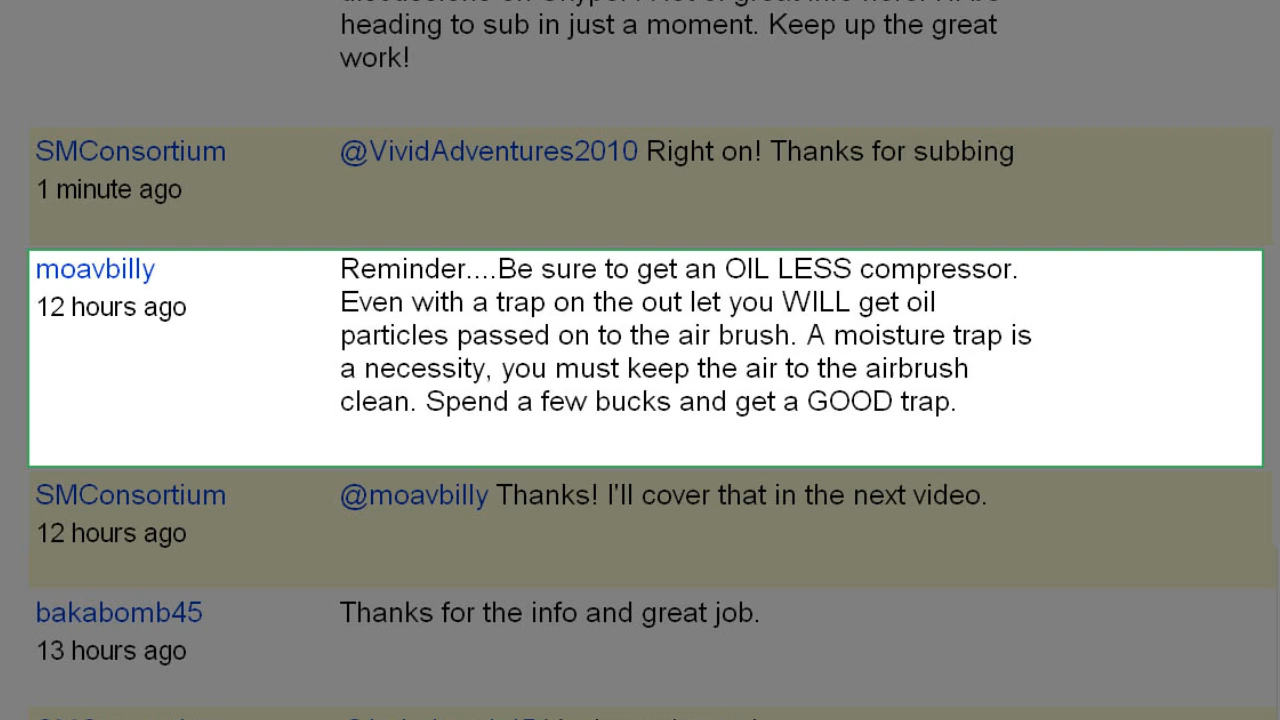 heading to sub in just a moment. Keep up the great
work!
SMConsortium
@VividAdventures2010 Right on! Thanks for subbing
1 minute ago
moavbilly
Reminder....Be sure to get an OIL LESS compressor.
12 hours ago
Even with a trap on the out let you WILL get oil
particles passed on to the air brush. A moisture trap is
a necessity, you must keep the air to the airbrush
clean. Spend a few bucks and get a GOOD trap.
SMConsortium
@moavbilly Thanks! I'll cover that in the next video.
12 hours ago
bakabomb45
Thanks for the info and great job.
13 hours ago